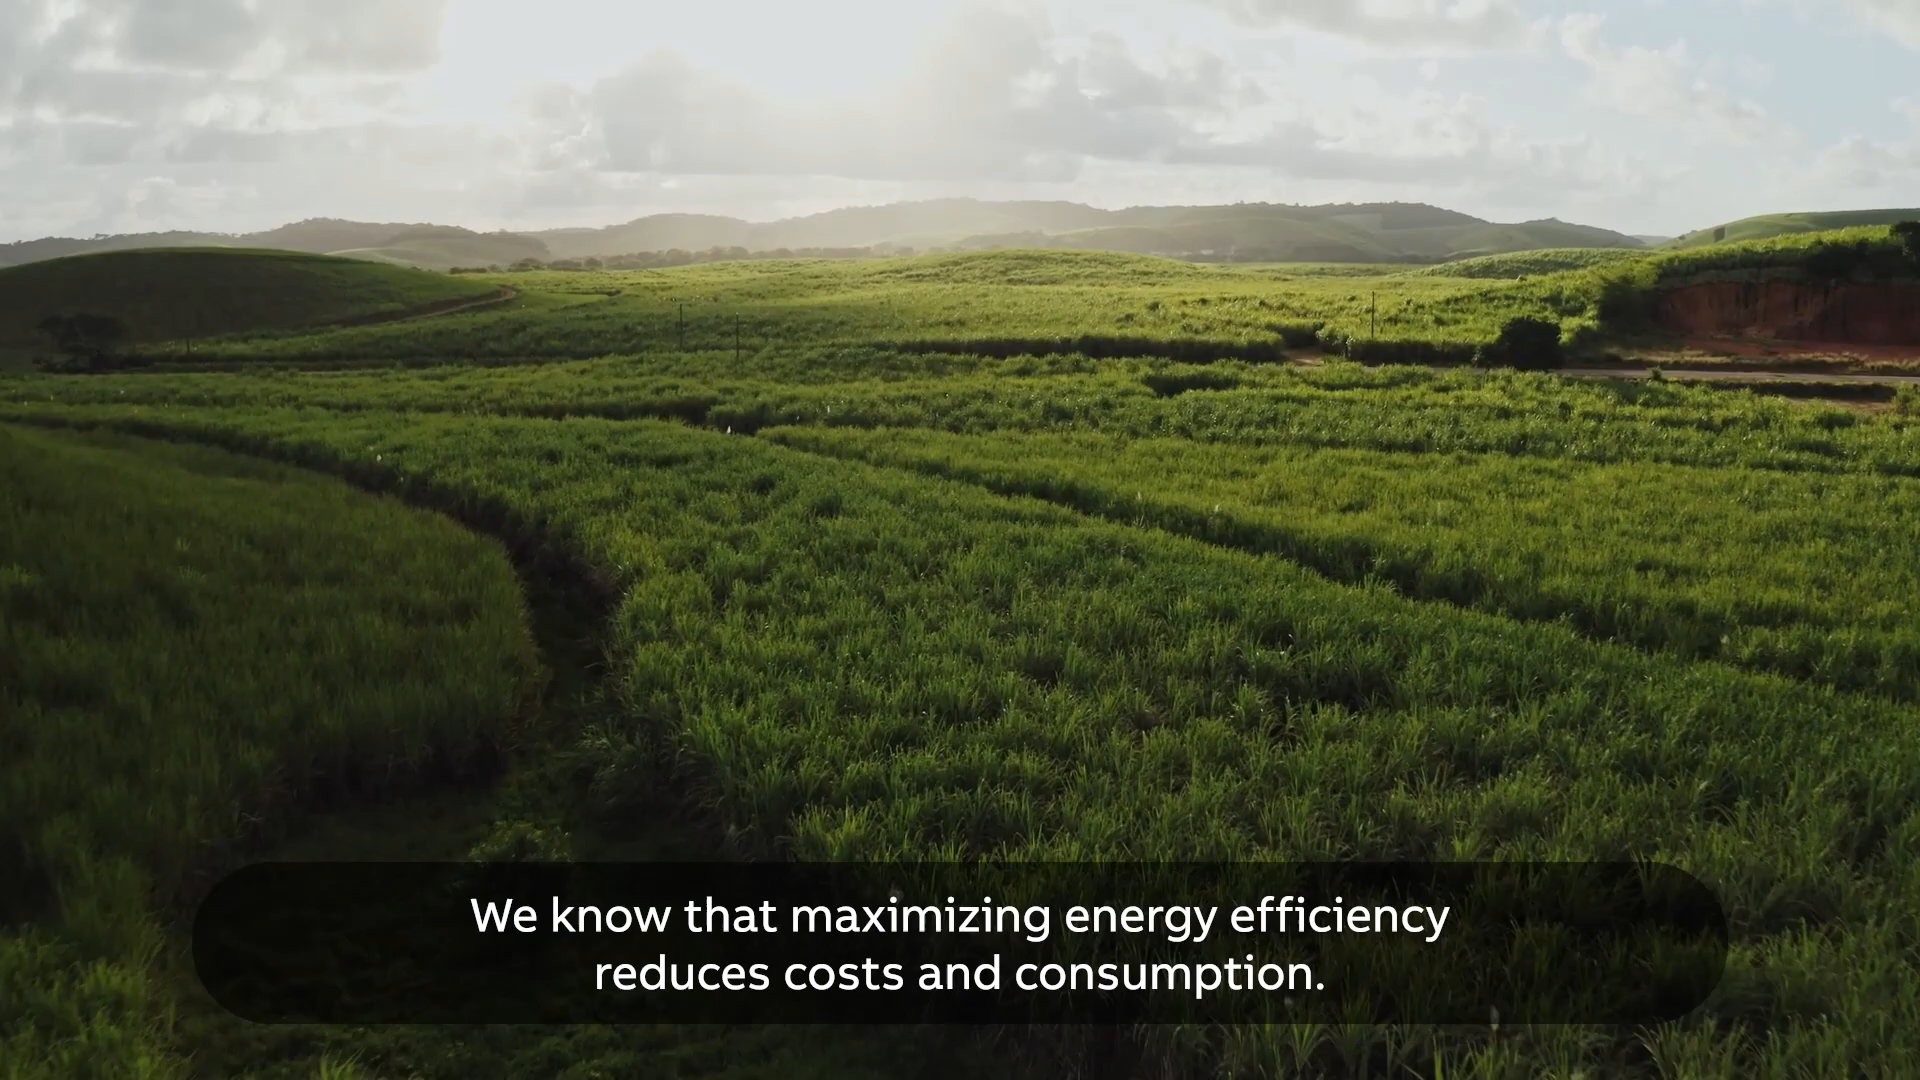 We know that maximizing energy efficiency
reduces costs and consumption.